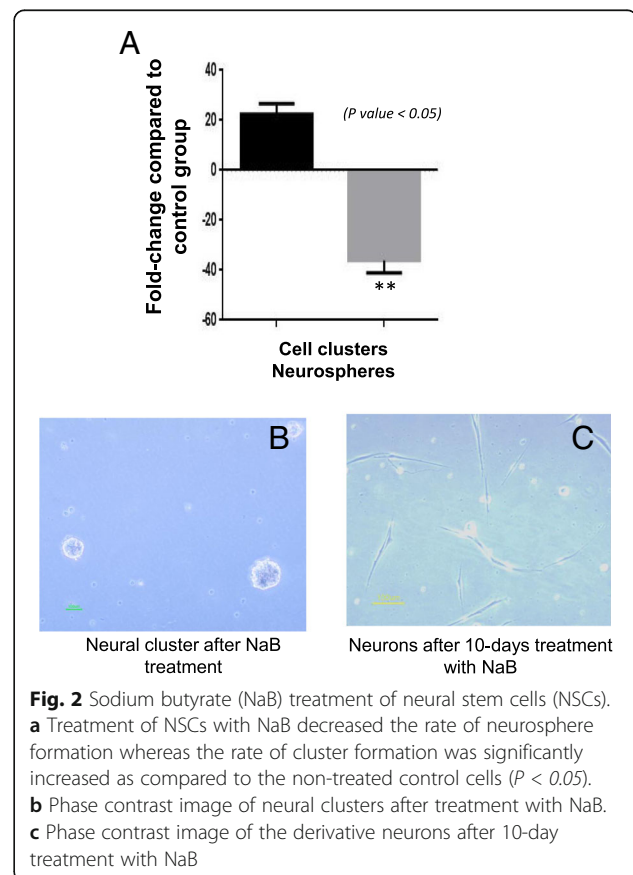 A
Fold-change compared to
control group
40
20
0
-20
-40
-60
(P value < 0.05)
**
Cell clusters
Neurospheres
B
Neural cluster after NaB
treatment
C
Neurons after 10-days treatment
with NaB
Fig. 2 Sodium butyrate (NaB) treatment of neural stem cells (NSCs).
a Treatment of NSCs with NaB decreased the rate of neurosphere
formation whereas the rate of cluster formation was significantly
increased as compared to the non-treated control cells (P < 0.05).
b Phase contrast image of neural clusters after treatment with NaB.
c Phase contrast image of the derivative neurons after 10-day
treatment with NaB